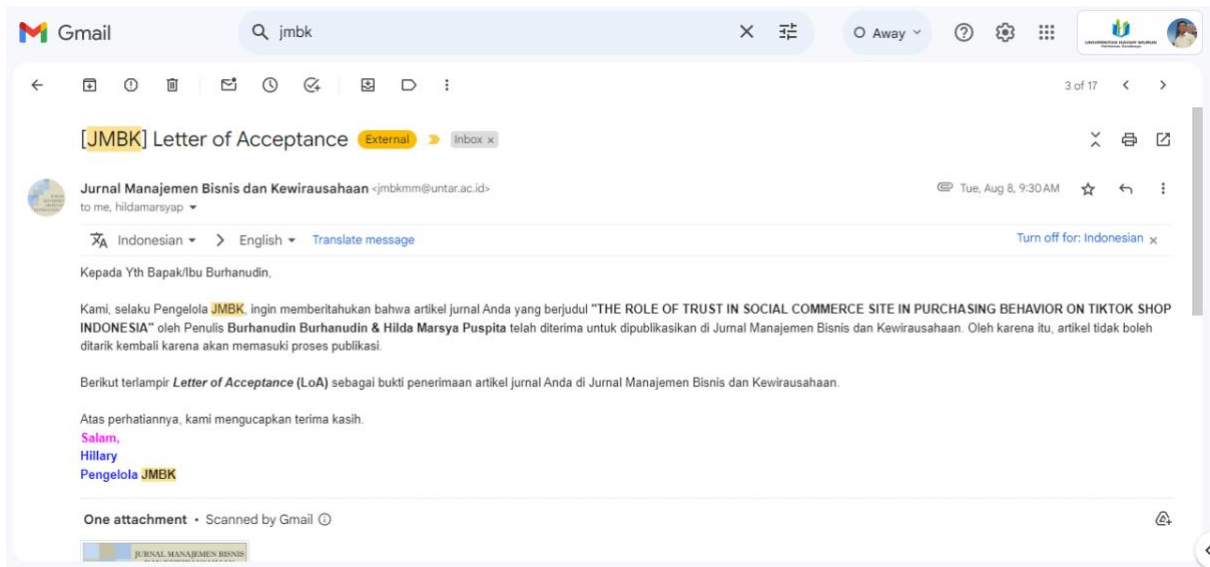 Gmail
jmbk
Away
3 of 17
[JMBK] Letter of Acceptance External Inbox x
Jurnal Manajemen Bisnis dan Kewirausahaan <jmbkmm@untar.ac.id>
Tue, Aug 8, 9:30 AM
to me, hildamarsyap
Indonesian > English Translate message
Turn off for: Indonesian x
Kepada Yth Bapak/Ibu Burhanudin,
Kami, selaku Pengelola JMBK, ingin memberitahukan bahwa artikel jurnal Anda yang berjudul "THE ROLE OF TRUST IN SOCIAL COMMERCE SITE IN PURCHASING BEHAVIOR ON TIKTOK SHOP
INDONESIA" oleh Penulis Burhanudin Burhanudin & Hilda Marsya Puspita telah diterima untuk dipublikasikan di Jurnal Manajemen Bisnis dan Kewirausahaan. Oleh karena itu, artikel tidak boleh
ditarik kembali karena akan memasuki proses publikasi.
Berikut terlampir Letter of Acceptance (LoA) sebagai bukti penerimaan artikel jurnal Anda di Jurnal Manajemen Bisnis dan Kewirausahaan.
Atas perhatiannya, kami mengucapkan terima kasih.
Salam,
Hillary
Pengelola JMBK
One attachment • Scanned by Gmail
JURNAL MANAJEMEN BISNIS